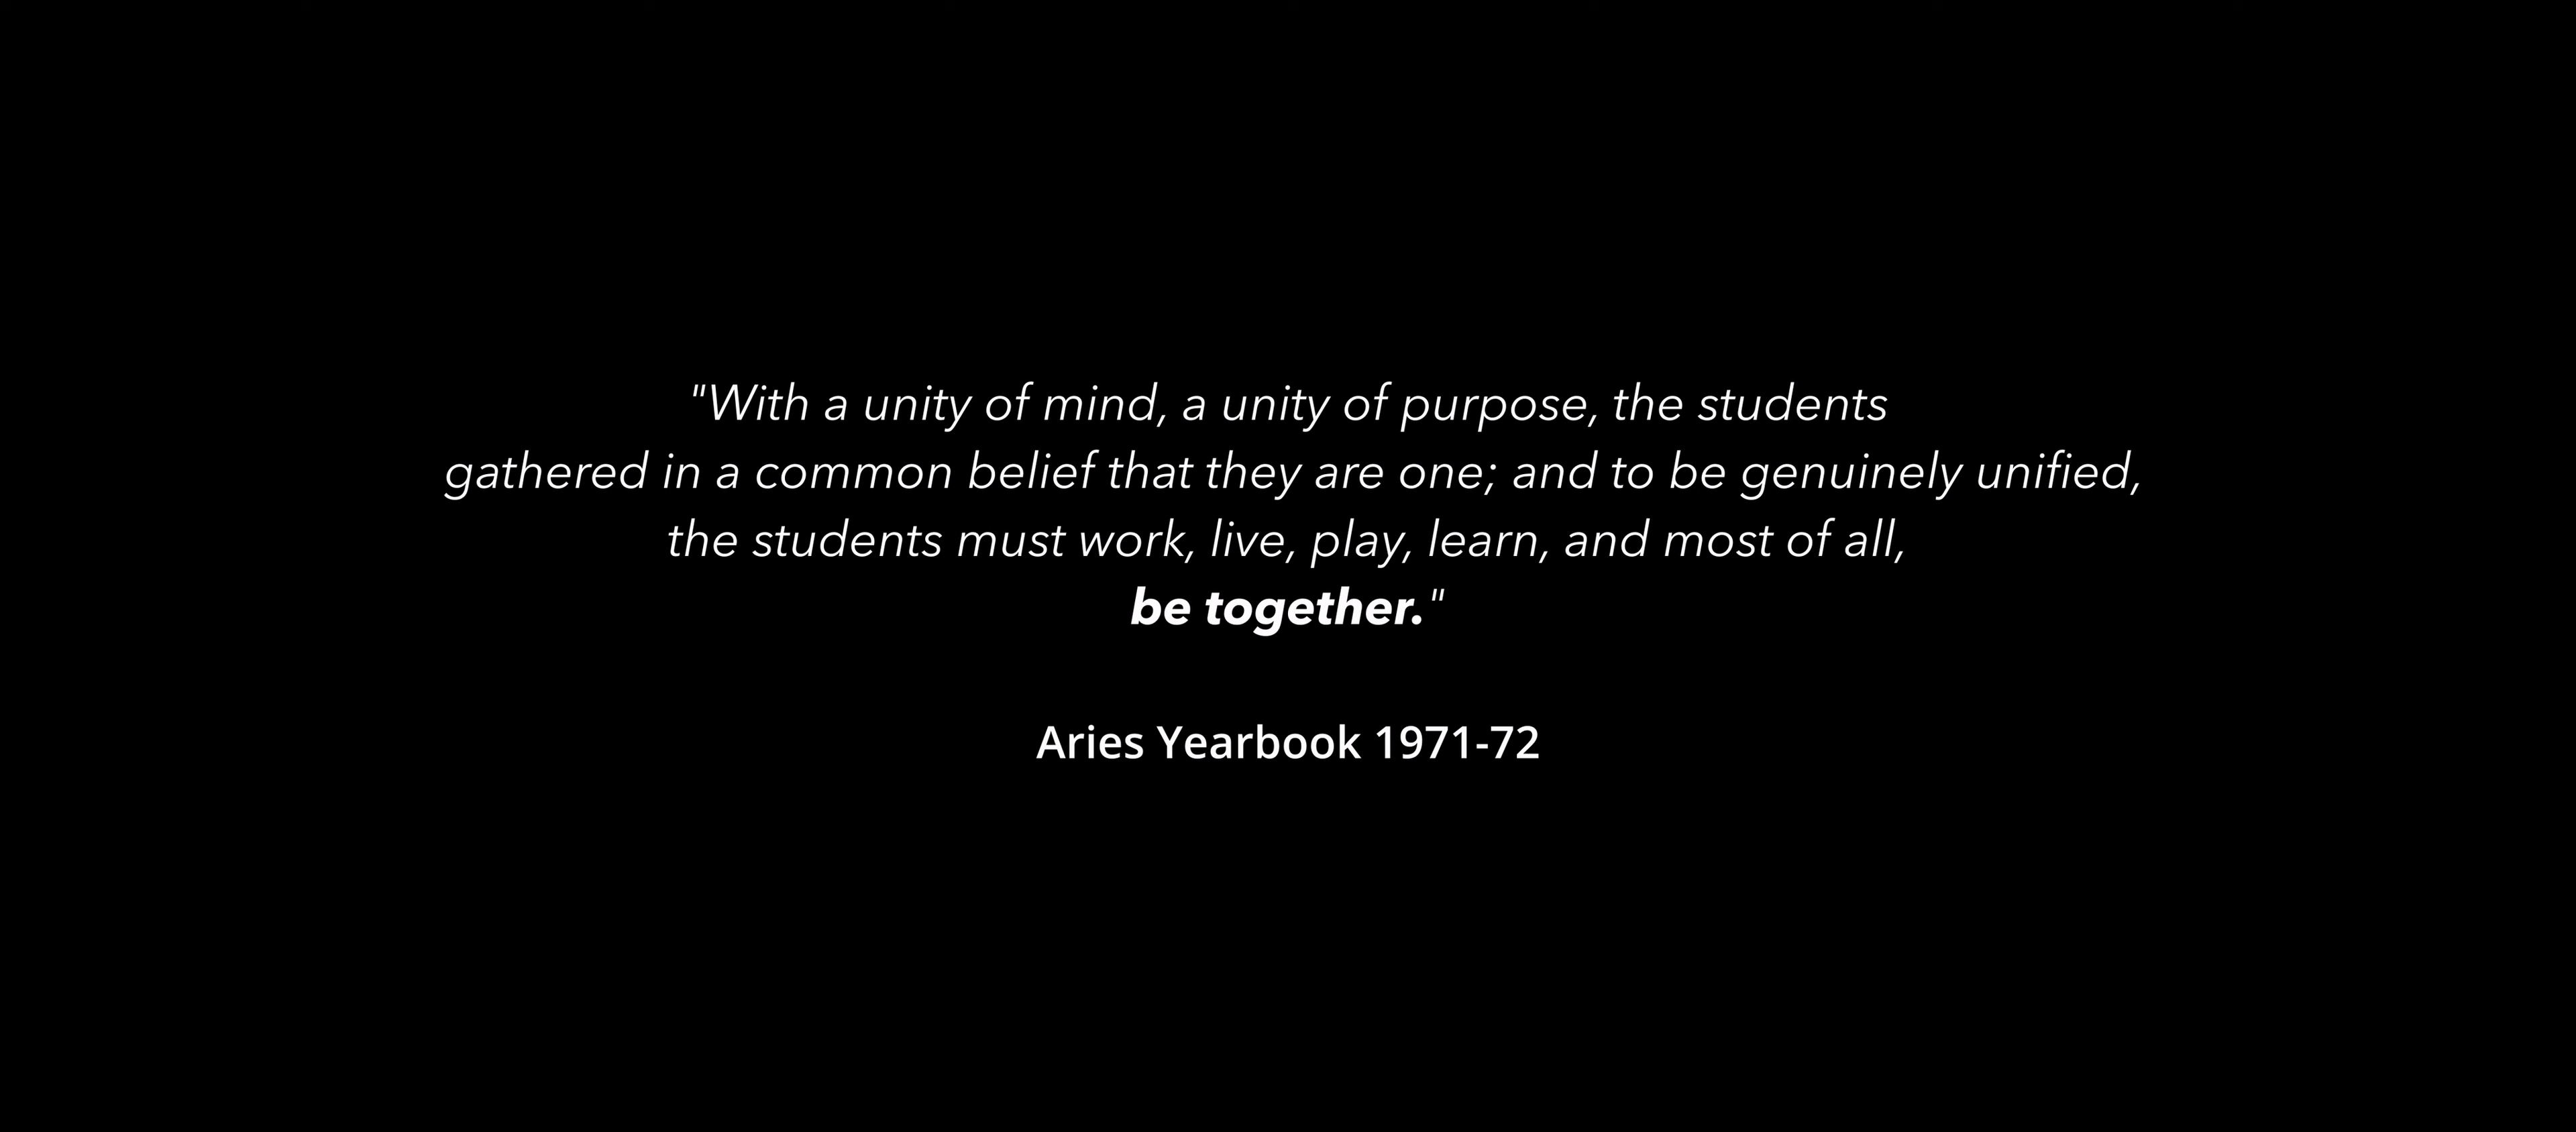 "With a unity of mind, a unity of purpose, the students
gathered in a common belief that they are one; and to be genuinely unified,
the students must work, live, play, learn, and most of all,
be together."
Aries Yearbook 1971-72